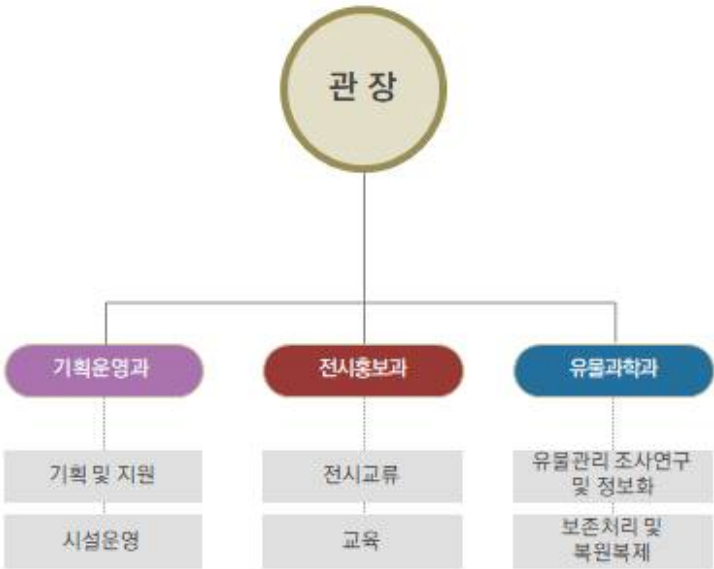 관 장
기획운영과
전시홍보과
유물과학과
기획 및 지원
전시교류
유물관리 조사연구
및 정보화
시설운영
교육
보존처리 및
복원복제